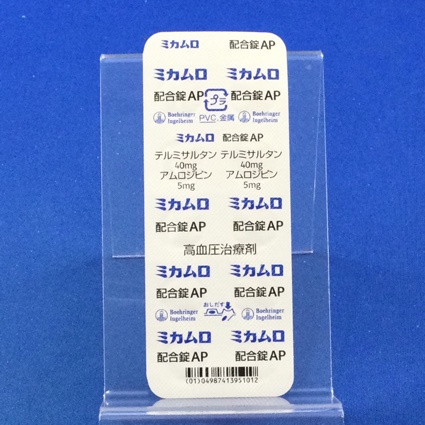 ミカムロ 配合錠AP
ミカムロ ミカムロ
配合錠AP 配合錠AP
プラ
Boehringer Ingelheim PVC,金属 Boehringer Ingelheim
ミカムロ 配合錠AP
テルミサルタン テルミサルタン
40mg 40mg
アムロジピン アムロジピン
5mg 5mg
ミカムロ ミカムロ
配合錠AP 配合錠AP
高血圧治療剤
ミカムロ ミカムロ
配合錠AP 配合錠AP
おしだす
Boehringer Ingelheim Boehringer Ingelheim
ミカムロ ミカムロ
配合錠AP 配合錠AP
(01)04987413951012